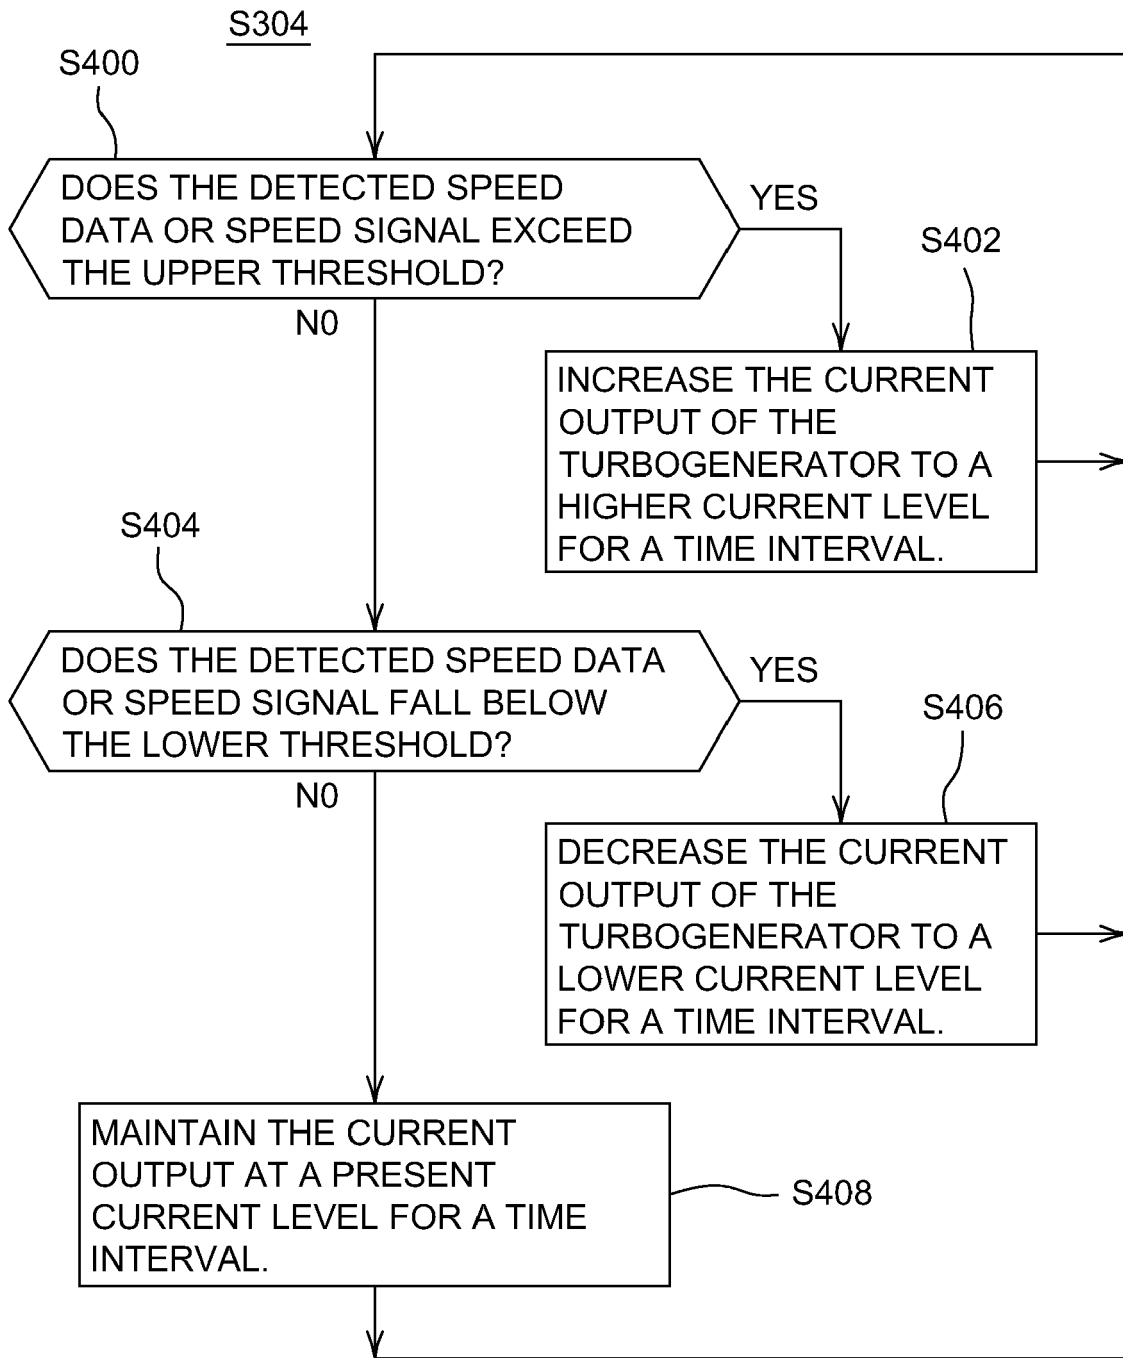 S304
S400
DOES THE DETECTED SPEED
DATA OR SPEED SIGNAL EXCEED
THE UPPER THRESHOLD?
YES
N0
S402
INCREASE THE CURRENT
OUTPUT OF THE
TURBOGENERATOR TO A
HIGHER CURRENT LEVEL
FOR A TIME INTERVAL.
S404
DOES THE DETECTED SPEED DATA
OR SPEED SIGNAL FALL BELOW
THE LOWER THRESHOLD?
YES
N0
S406
DECREASE THE CURRENT
OUTPUT OF THE
TURBOGENERATOR TO A
LOWER CURRENT LEVEL
FOR A TIME INTERVAL.
MAINTAIN THE CURRENT
OUTPUT AT A PRESENT
CURRENT LEVEL FOR A TIME
INTERVAL.
S408